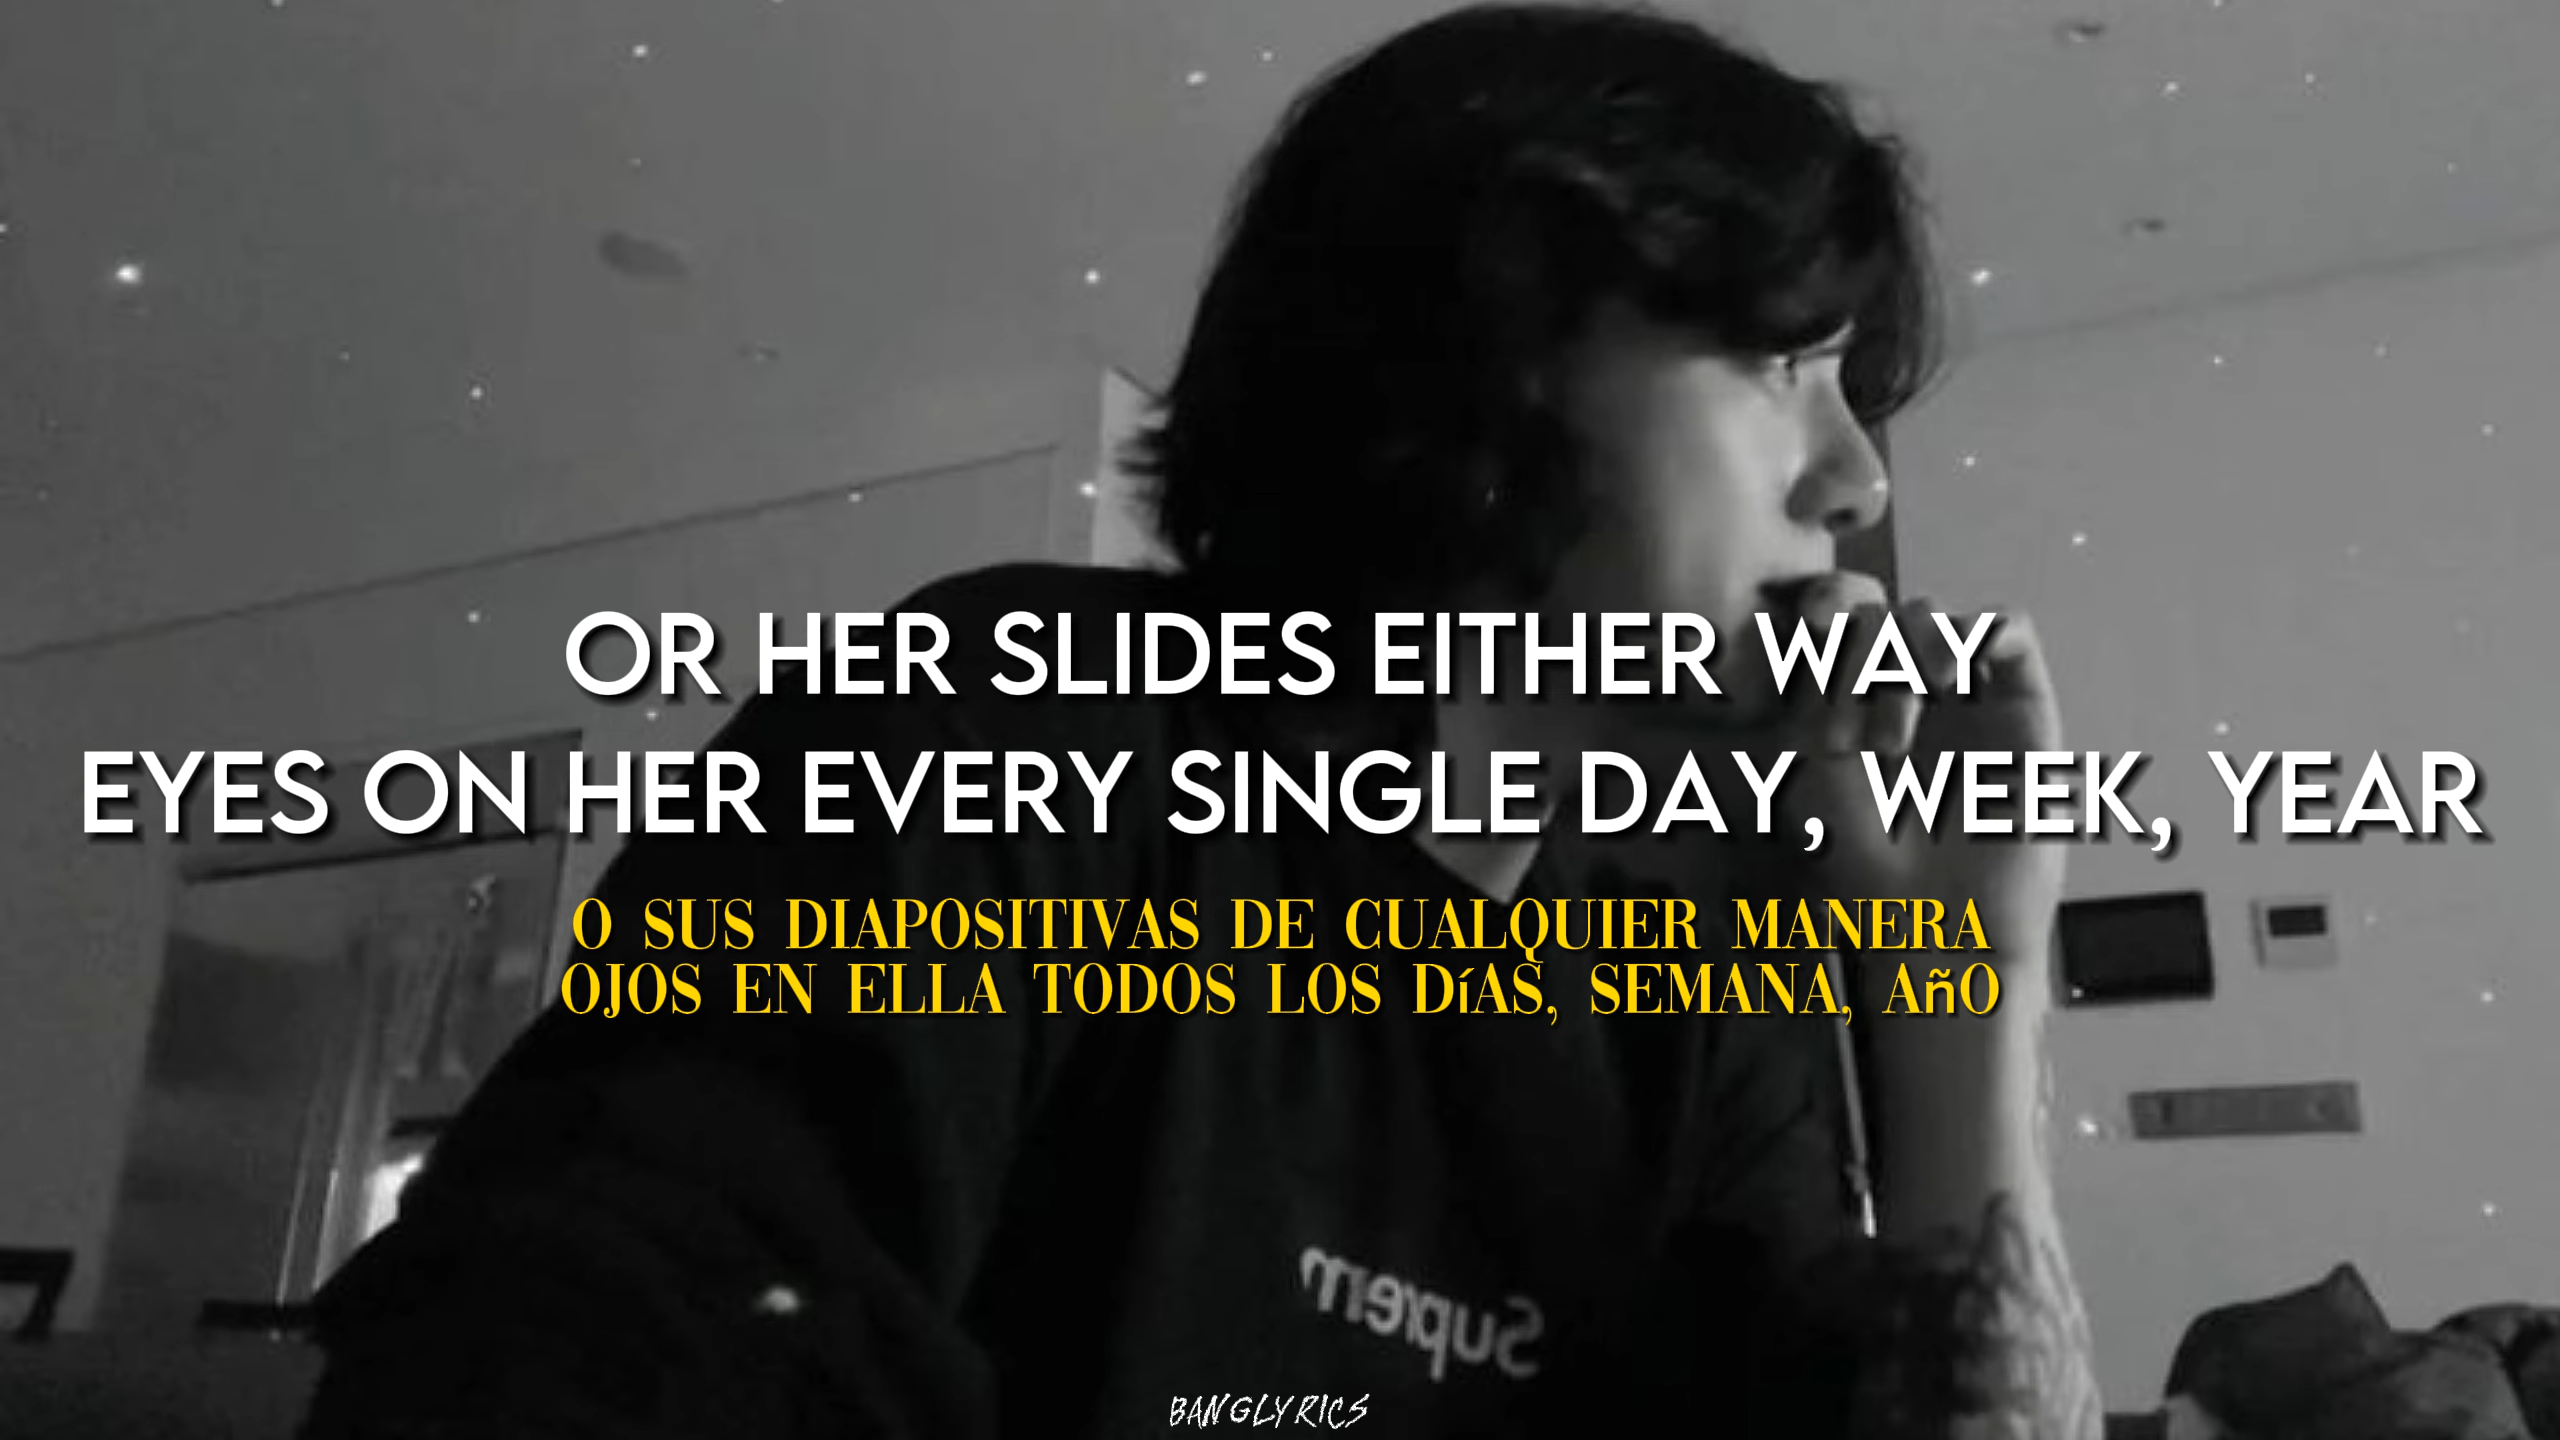 OR HER SLIDES EITHER WAY
EYES ON HER EVERY SINGLE DAY, WEEK, YEAR
O SUS DIAPOSITIVAS DE CUALQUIER MANERA
OJOS EN ELLA TODOS LOS DíAS, SEMANA, AñO
Suprem
BANGLYRICS